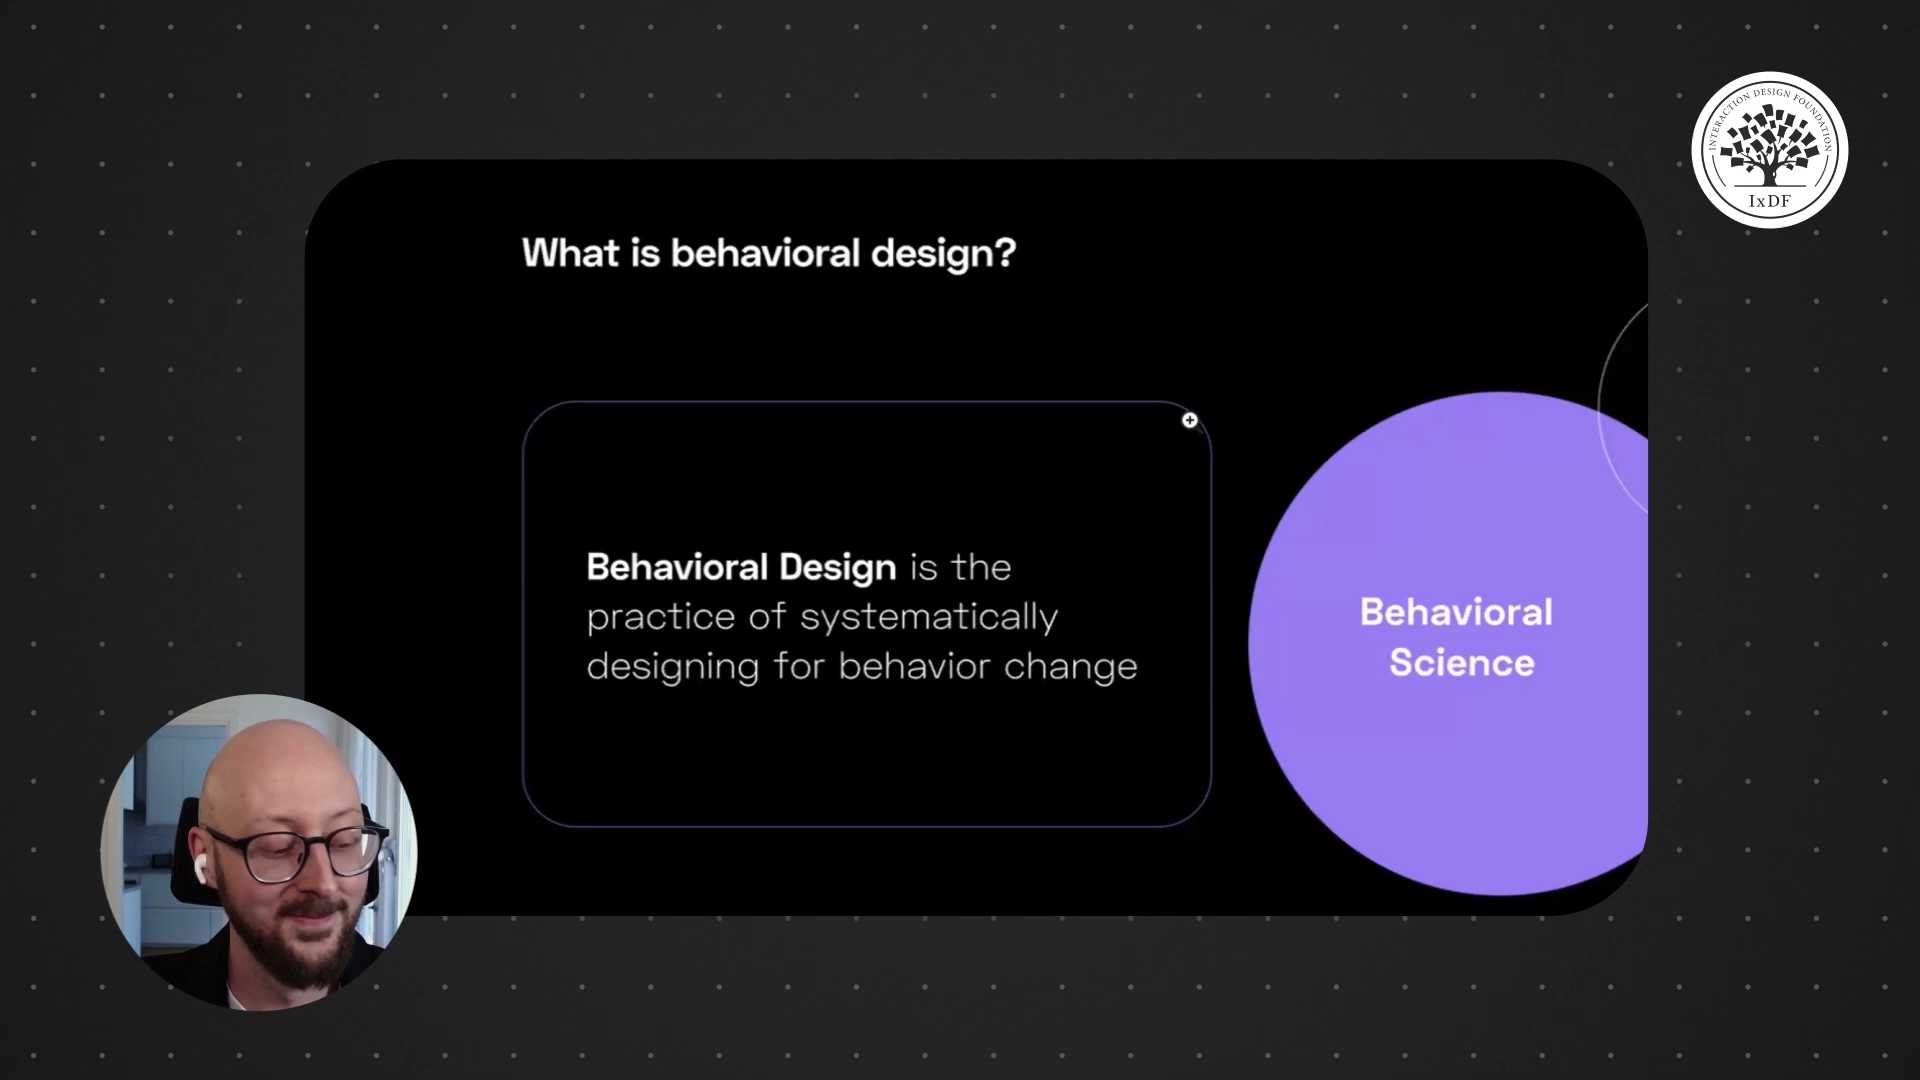 INTERACTION DESIGN FOUNDATION
IxDF
What is behavioral design?
Behavioral Design is the
practice of systematically
designing for behavior change
Behavioral
Science